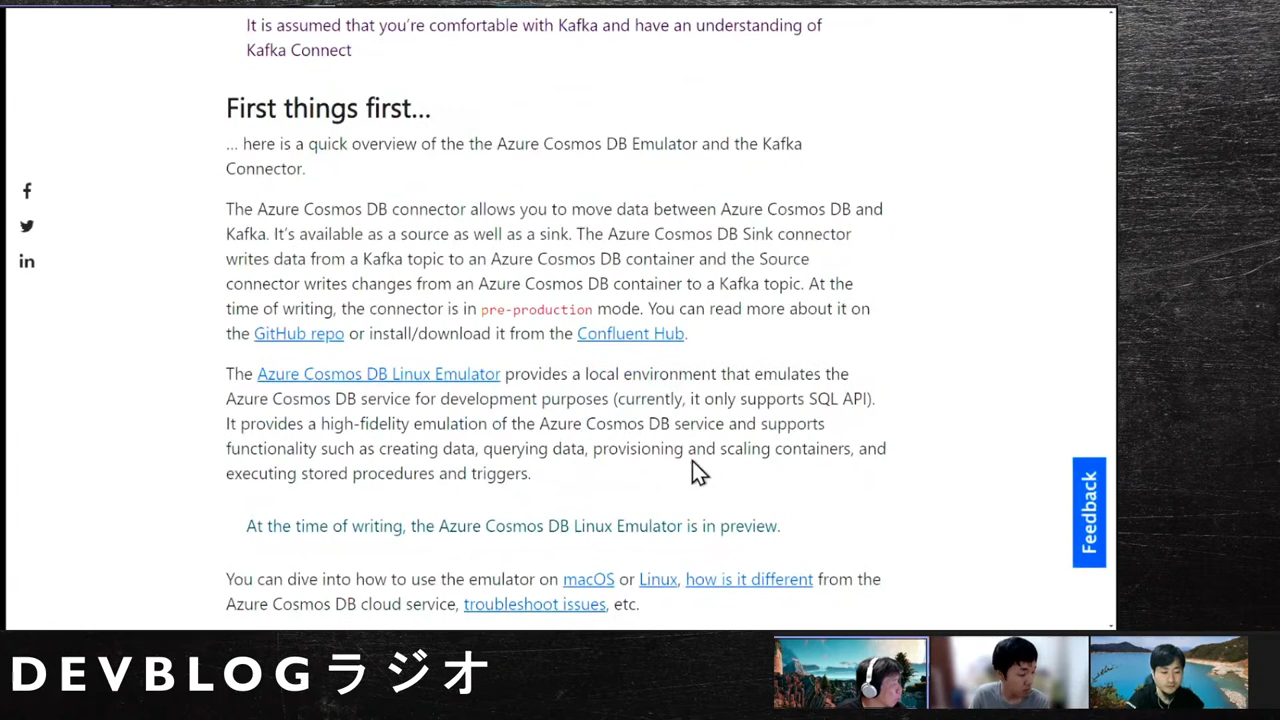 It is assumed that you're comfortable with Kafka and have an understanding of
Kafka Connect
First things first...
... here is a quick overview of the the Azure Cosmos DB Emulator and the Kafka
Connector.
The Azure Cosmos DB connector allows you to move data between Azure Cosmos DB and
Kafka. It's available as a source as well as a sink. The Azure Cosmos DB Sink connector
writes data from a Kafka topic to an Azure Cosmos DB container and the Source
connector writes changes from an Azure Cosmos DB container to a Kafka topic. At the
time of writing, the connector is in pre-production mode. You can read more about it on
the GitHub repo or install/download it from the Confluent Hub.
The Azure Cosmos DB Linux Emulator provides a local environment that emulates the
Azure Cosmos DB service for development purposes (currently, it only supports SQL API).
It provides a high-fidelity emulation of the Azure Cosmos DB service and supports
functionality such as creating data, querying data, provisioning and scaling containers, and
executing stored procedures and triggers.
At the time of writing, the Azure Cosmos DB Linux Emulator is in preview.
You can dive into how to use the emulator on macOS or Linux, how is it different from the
Azure Cosmos DB cloud service, troubleshoot issues, etc.
Feedback
DEVBLOGラジオ